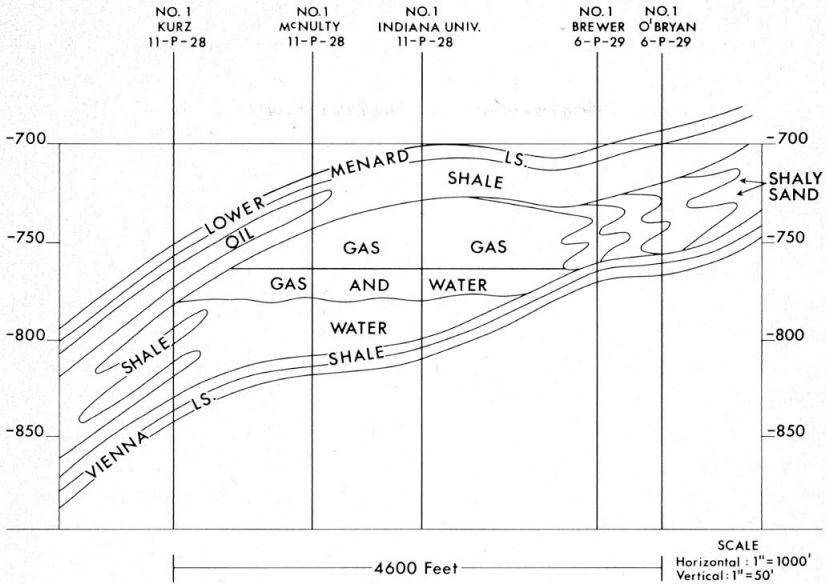 NO. 1
KURZ
11-P-28
NO. 1
McNULTY
11-P-28
NO. 1
INDIANA UNIV.
11-P-28
NO. 1
BREWER
6-P-29
NO. 1
O'BRYAN
6-P-29
-700
-700
LOWER MENARD LS.
SHALE
SHALY
SAND
OIL
-750
-750
GAS
GAS
GAS AND WATER
-800
-800
WATER
SHALE
SHALE
-850
-850
VIENNA LS.
4600 Feet
SCALE
Horizontal : 1"=1000'
Vertical : 1"=50'